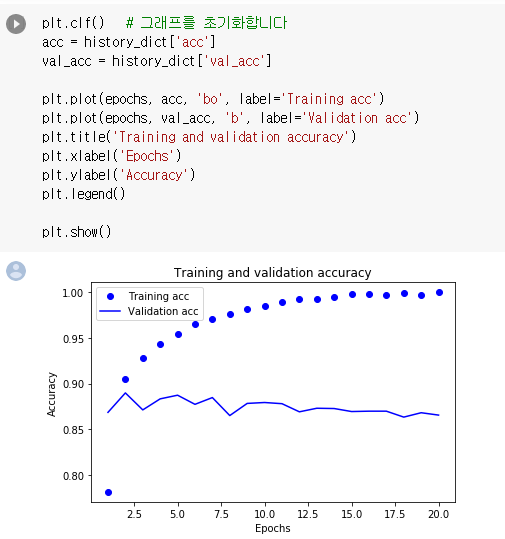 plt.clf()   # 그래프를 초기화합니다
acc = history_dict['acc']
val_acc = history_dict['val_acc']
plt.plot(epochs, acc, 'bo', label='Training acc')
plt.plot(epochs, val_acc, 'b', label='Validation acc')
plt.title('Training and validation accuracy')
plt.xlabel('Epochs')
plt.ylabel('Accuracy')
plt.legend()
plt.show()
Training and validation accuracy
Training acc
Validation acc
1.00
0.95
0.90
0.85
0.80
Accuracy
2.5 5.0 7.5 10.0 12.5 15.0 17.5 20.0
Epochs